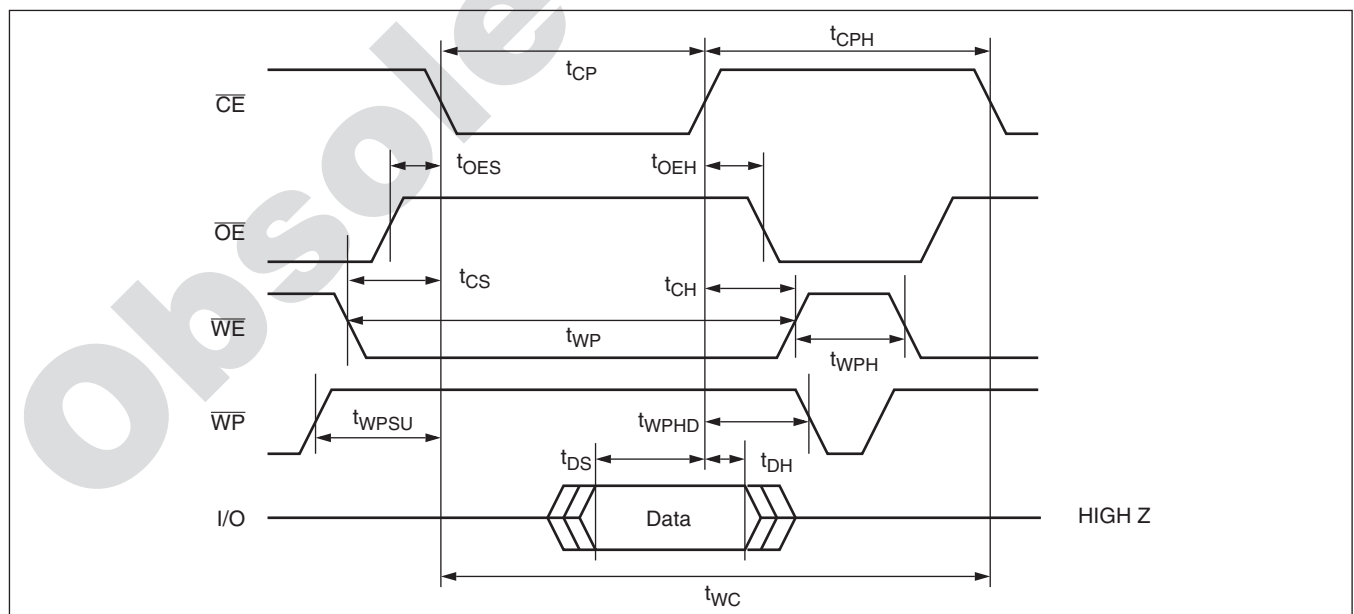 tCPH
tCP
CE
tOES
tOEH
OE
tCS
tCH
WE
tWP
tWPH
WP
tWPSU
tWPHD
tDS
tDH
I/O
Data
HIGH Z
tWC
Obsole